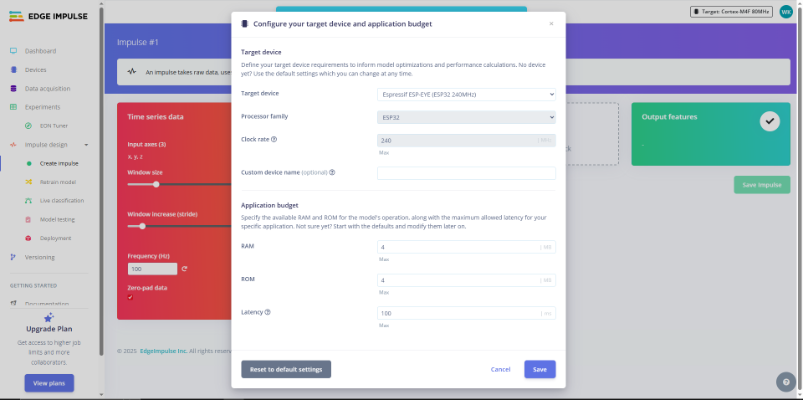 EDGE IMPULSE
Dashboard
Devices
Data acquisition
Experiments
EON Tuner
Impulse design
Create impulse
Retrain model
Live classification
Model testing
Deployment
Versioning
GETTING STARTED
Documentation
Upgrade Plan
Get access to higher job
limits and more
collaborators.
View plans
Target: Cortex-M4F 80MHz
Impulse #1
An impulse takes raw data, use
Time series data
Input axes (3)
x, y, z
Window size
Window increase (stride)
Frequency (Hz)
100
Zero-pad data
© 2025 EdgeImpulse Inc. All rights reserv
Configure your target device and application budget
×
Target device
Define your target device requirements to inform model optimizations and performance calculations. No device
yet? Use the default settings which you can change at any time.
Target device
Espressif ESP-EYE (ESP32 240MHz)
Processor family
ESP32
Clock rate
240
MHz
Max
Custom device name (optional)
Application budget
Specify the available RAM and ROM for the model's operation, along with the maximum allowed latency for your
specific application. Not sure yet? Start with the defaults and modify them later on.
RAM
4
MB
Max
ROM
4
MB
Max
Latency
100
ms
Max
Reset to default settings
Cancel
Save
Output features
Save Impulse